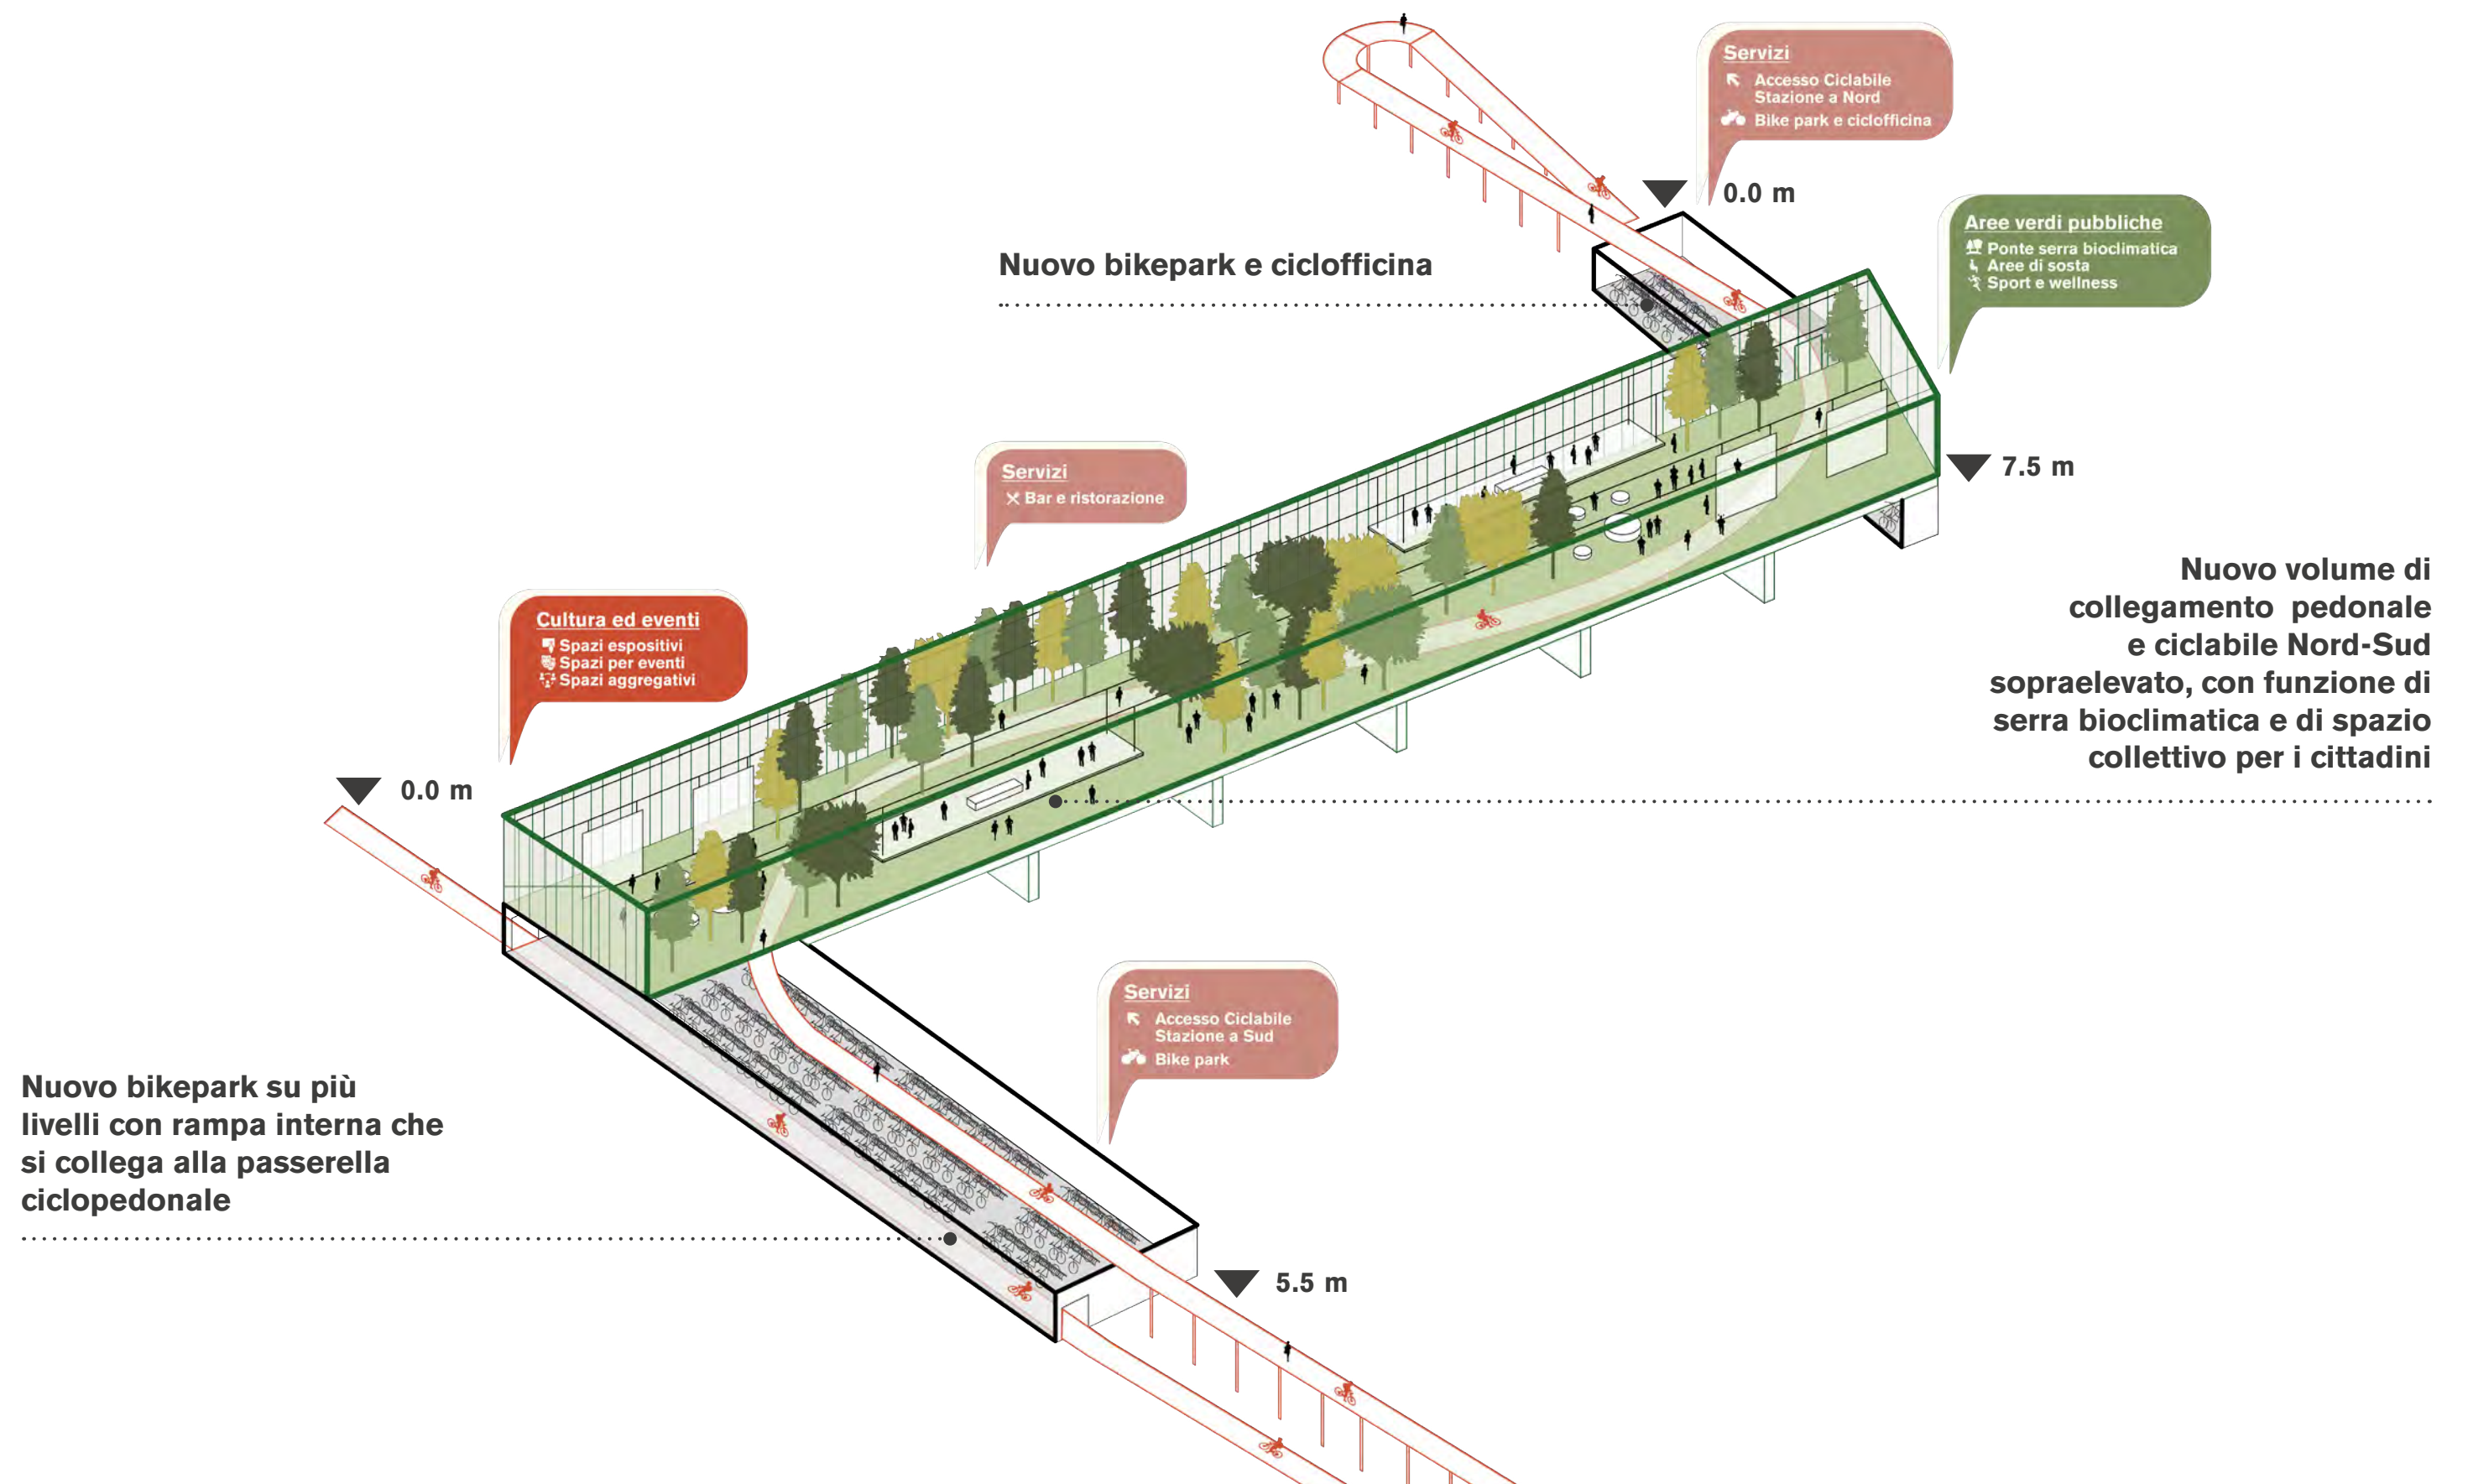 Servizi
Accesso Ciclabile
Stazione a Nord
Bike park e ciclofficina
0.0 m
Aree verdi pubbliche
Ponte serra bioclimatica
Aree di sosta
Sport e wellness
Nuovo bikepark e ciclofficina
7.5 m
Servizi
Bar e ristorazione
Nuovo volume di
collegamento pedonale
e ciclabile Nord-Sud
sopraelevato, con funzione di
serra bioclimatica e di spazio
collettivo per i cittadini
Cultura ed eventi
Spazi espositivi
Spazi per eventi
Spazi aggregativi
0.0 m
Servizi
Accesso Ciclabile
Stazione a Sud
Bike park
Nuovo bikepark su più
livelli con rampa interna che
si collega alla passerella
ciclopedonale
5.5 m